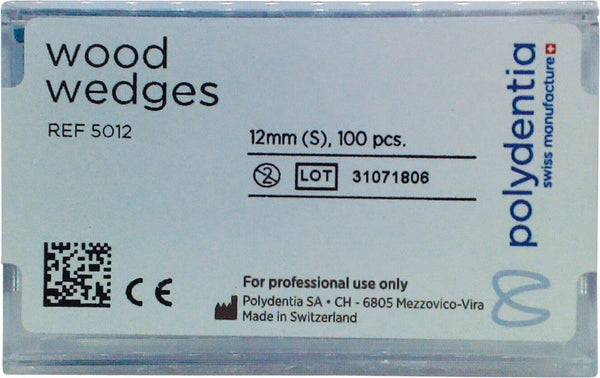 wood
wedges
REF 5012
12mm (S), 100 pcs.
LOT 31071806
CE
For professional use only
Polydentia SA • CH - 6805 Mezzovico-Vira
Made in Switzerland
polydentia
swiss manufacture